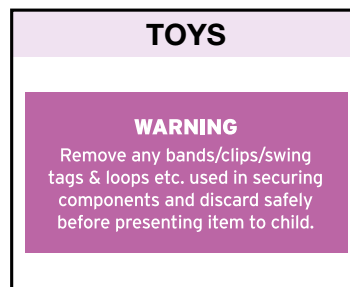 TOYS
WARNING
Remove any bands/clips/swing
tags & loops etc. used in securing
components and discard safely
before presenting item to child.